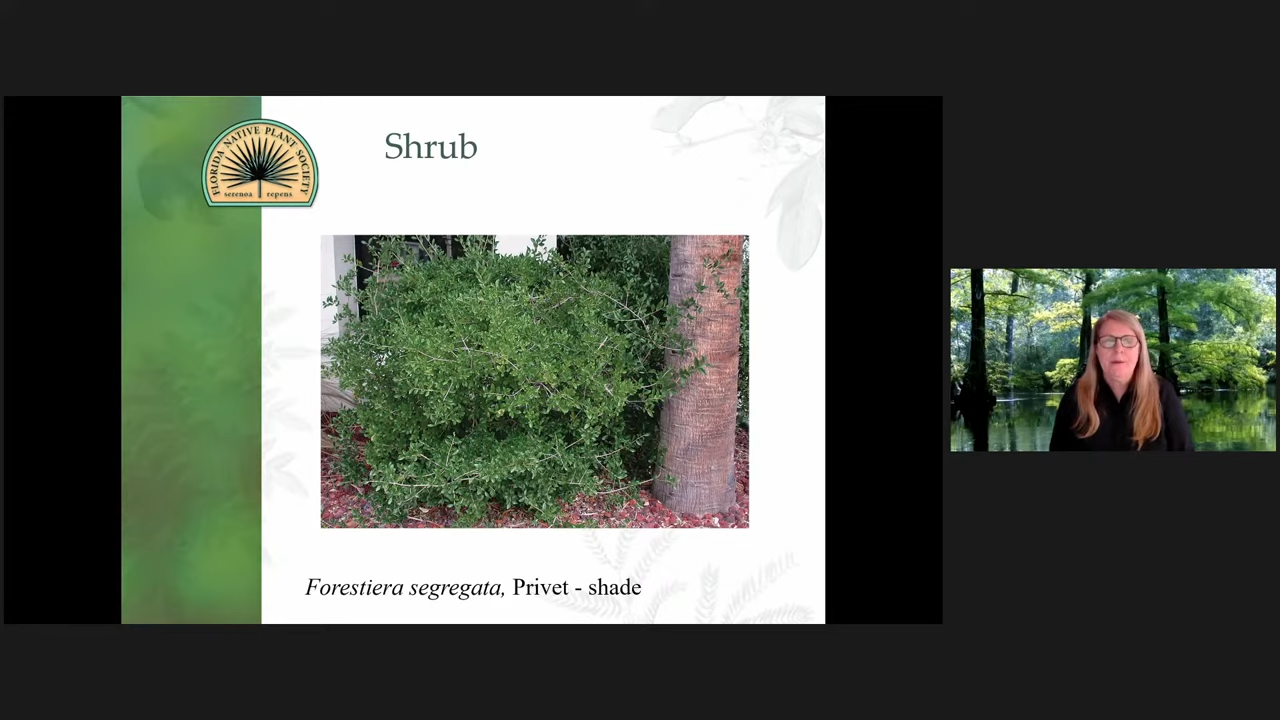 Shrub
FLORIDA NATIVE PLANT SOCIETY
serenoa repens
Forestiera segregata, Privet - shade